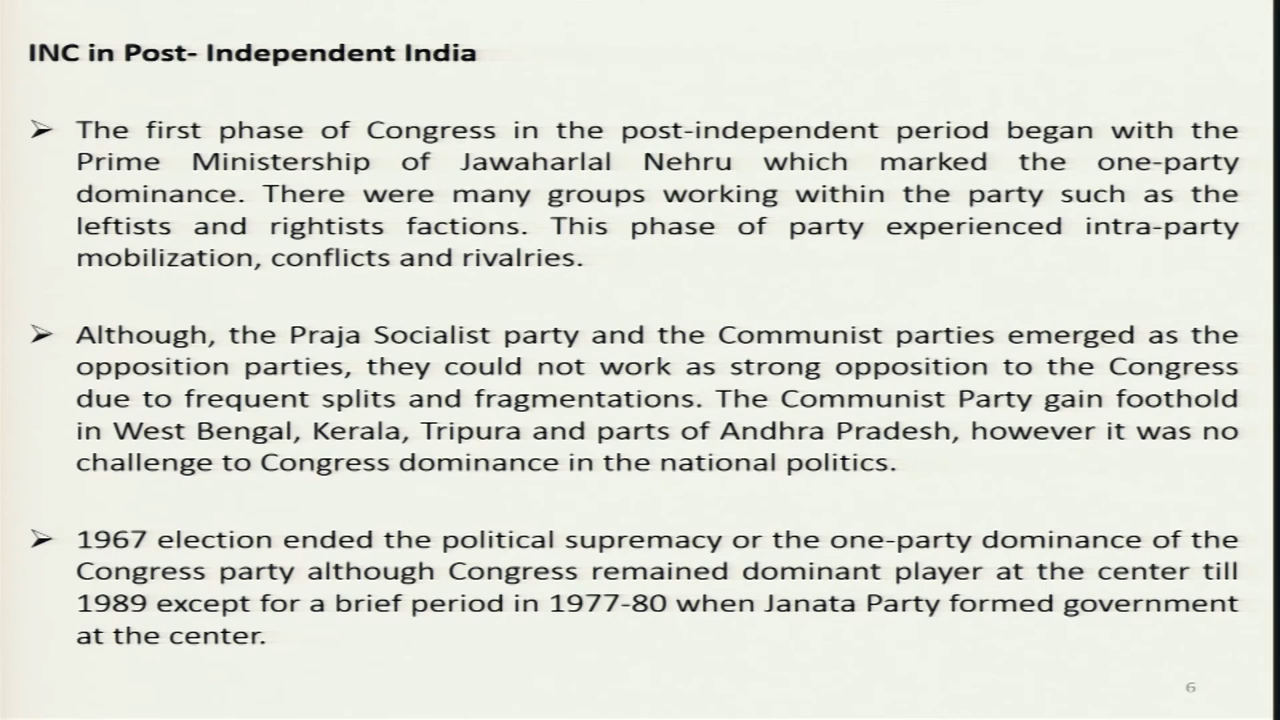 INC in Post- Independent India
➢ The first phase of Congress in the post-independent period began with the
Prime Ministership of Jawaharlal Nehru which marked the one-party
dominance. There were many groups working within the party such as the
leftists and rightists factions. This phase of party experienced intra-party
mobilization, conflicts and rivalries.
➢ Although, the Praja Socialist party and the Communist parties emerged as the
opposition parties, they could not work as strong opposition to the Congress
due to frequent splits and fragmentations. The Communist Party gain foothold
in West Bengal, Kerala, Tripura and parts of Andhra Pradesh, however it was no
challenge to Congress dominance in the national politics.
➢ 1967 election ended the political supremacy or the one-party dominance of the
Congress party although Congress remained dominant player at the center till
1989 except for a brief period in 1977-80 when Janata Party formed government
at the center.
6